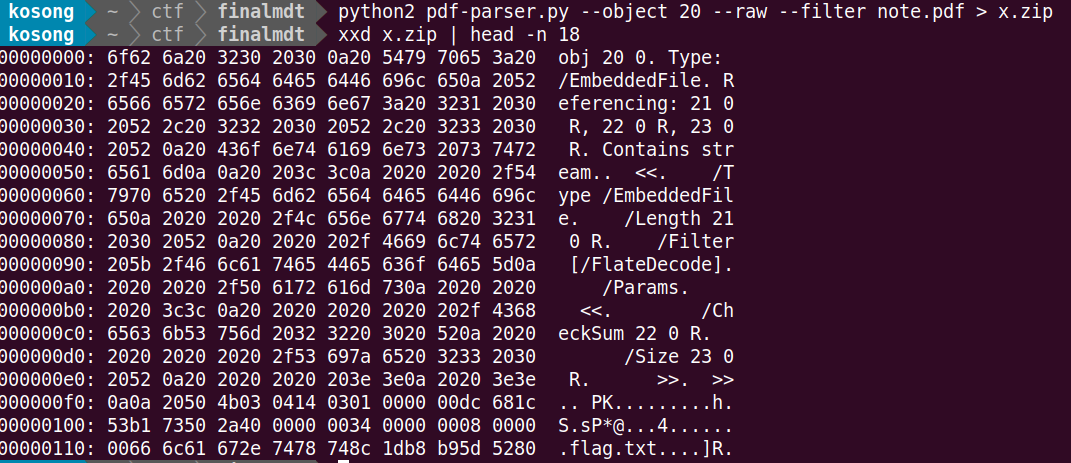 kosong ~ ctf finalmdt python2 pdf-parser.py --object 20 --raw --filter note.pdf > x.zip
kosong ~ ctf finalmdt xxd x.zip | head -n 18
00000000: 6f62 6a20 3230 2030 0a20 5479 7065 3a20 obj 20 0. Type:
00000010: 2f45 6d62 6564 6465 6446 696c 650a 2052 /EmbeddedFile. R
00000020: 6566 6572 656e 6369 6e67 3a20 3231 2030 eferencing: 21 0
00000030: 2052 2c20 3232 2030 2052 2c20 3233 2030  R, 22 0 R, 23 0
00000040: 2052 0a20 436f 6e74 6169 6e73 2073 7472  R. Contains str
00000050: 6561 6d0a 0a20 203c 3c0a 2020 2020 2f54 eam..  <<.    /T
00000060: 7970 6520 2f45 6d62 6564 6465 6446 696c ype /EmbeddedFil
00000070: 650a 2020 2020 2f4c 656e 6774 6820 3231 e.    /Length 21
00000080: 2030 2052 0a20 2020 202f 4669 6c74 6572  0 R.    /Filter
00000090: 205b 2f46 6c61 7465 4465 636f 6465 5d0a  [/FlateDecode].
000000a0: 2020 2020 2f50 6172 616d 730a 2020 2020     /Params.
000000b0: 2020 3c3c 0a20 2020 2020 2020 202f 4368   <<.        /Ch
000000c0: 6563 6b53 756d 2032 3220 3020 520a 2020 eckSum 22 0 R.
000000d0: 2020 2020 2020 2f53 697a 6520 3233 2030       /Size 23 0
000000e0: 2052 0a20 2020 2020 203e 3e0a 2020 3e3e  R.      >>.  >>
000000f0: 0a0a 2050 4b03 0414 0301 0000 00dc 681c .. PK.........h.
00000100: 53b1 7350 2a40 0000 0034 0000 0008 0000 S.sP*@...4......
00000110: 0066 6c61 672e 7478 748c 1db8 b95d 5280 .flag.txt....]R.